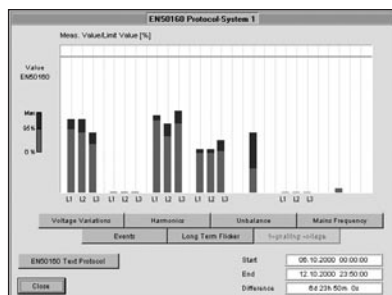 EN50160 Protocol-System 1
Meas. Value/Limit Value [%]
Value
EN50160
Max
95%
0 %
L1 L2 L3 L1 L2 L3 L1 L2 L3 L1 L2 L3 L1 L2 L3
Voltage Variations Harmonics Unbalance Mains Frequency
Events Long Term Flicker Signalling Voltage
EN50160 Text Protocol
Start 06.10.2000 00:00:00
End 12.10.2000 23:50:00
Close
Difference 6d 23h 50m 0s